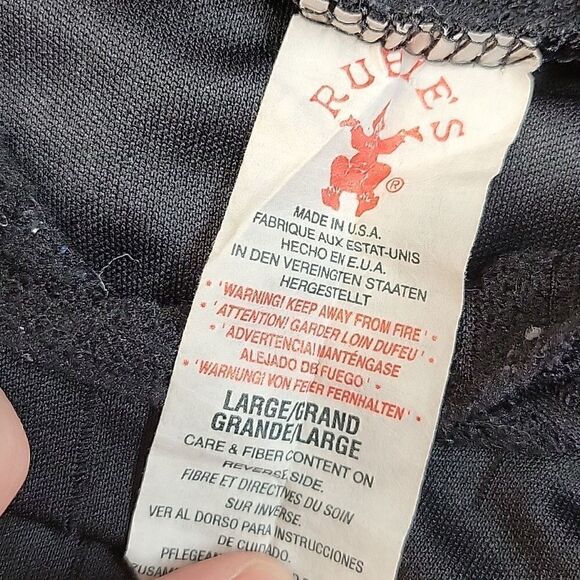 RUBIE'S
®
MADE IN U.S.A.
FABRIQUE AUX ESTAT-UNIS
HECHO EN E.U.A.
IN DEN VEREINGTEN STAATEN
HERGESTELLT
• 'WARNING! KEEP AWAY FROM FIRE' •
• 'ATTENTION! GARDER LOIN DUFEU' •
• 'ADVERTENCIA! MANTÉNGASE
ALEJADO DE FUEGO' •
• 'WARNUNG! VON FEIER FERNHALTEN' •
LARGE/GRAND
GRANDE/LARGE
CARE & FIBER CONTENT ON
REVERSE SIDE.
FIBRE ET DIRECTIVES DU SOIN
SUR INVERSE.
VER AL DORSO PARA INSTRUCCIONES
DE CUIDADO.